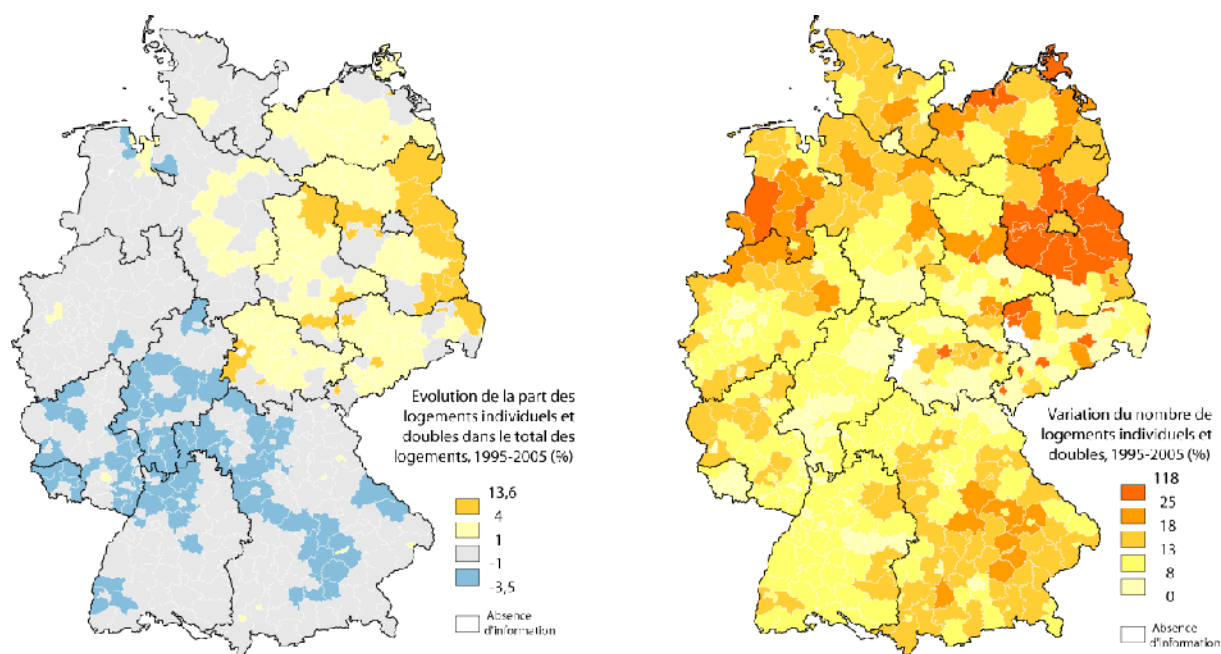 Evolution de la part des
logements individuels et
doubles dans le total des
logements, 1995-2005 (%)
13,6
4
1
-1
-3,5
Absence
d'information
Variation du nombre de
logements individuels et
doubles, 1995-2005 (%)
118
25
18
13
8
0
Absence
d'information